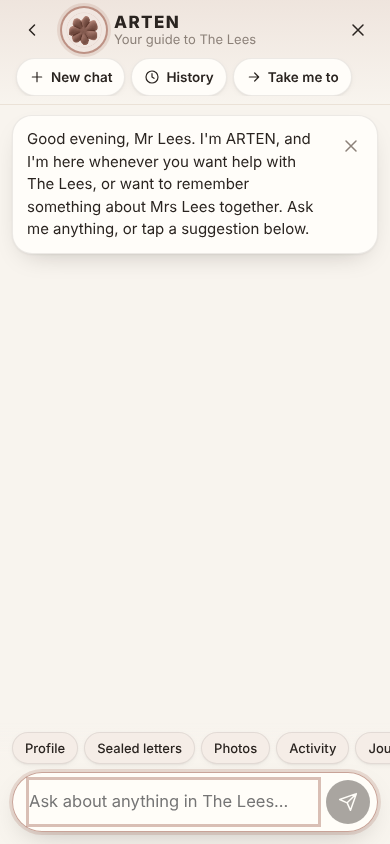 ARTEN
Your guide to The Lees
New chat
History
Take me to
Good evening, Mr Lees. I'm ARTEN, and
I'm here whenever you want help with
The Lees, or want to remember
something about Mrs Lees together. Ask
me anything, or tap a suggestion below.
Profile
Sealed letters
Photos
Activity
Jou
Ask about anything in The Lees...